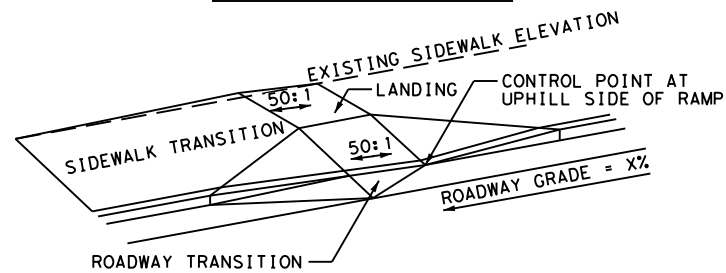 EXISTING SIDEWALK ELEVATION
50:1
LANDING
CONTROL POINT AT
UPHILL SIDE OF RAMP
SIDEWALK TRANSITION
50:1
ROADWAY GRADE = X%
ROADWAY TRANSITION